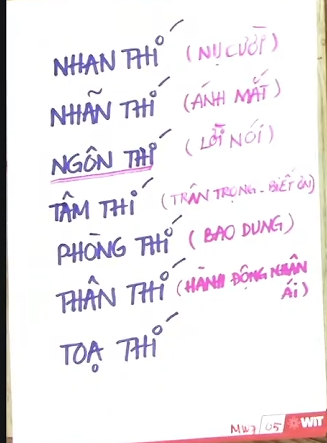 NHAN THÍ (NỤ CƯỜI)
NHÃN THÍ (ÁNH MẮT)
NGÔN THÍ (LỜI NÓI)
TÂM THÍ (TRÂN TRỌNG - BIẾT ƠN)
PHÒNG THÍ (BAO DUNG)
THÂN THÍ (HÀNH ĐỘNG NHÂN
ÁI)
TOẠ THÍ
05 WIT